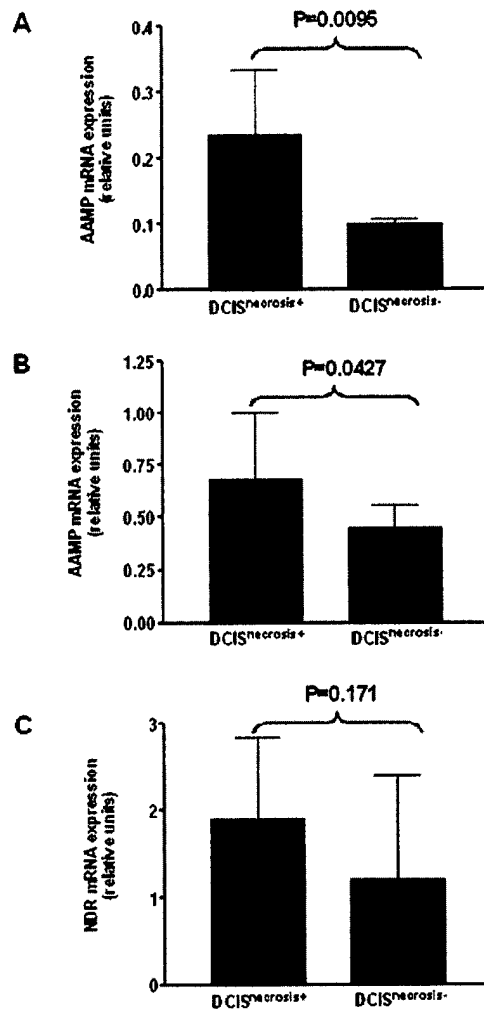 A
P=0.0095
AAMP mRNA expression
(relative units)
0.4
0.3
0.2
0.1
0.0
DCISnecrosis+ DCISnecrosis-
B
P=0.0427
AAMP mRNA expression
(relative units)
1.25
1.00
0.75
0.50
0.25
0.00
DCISnecrosis+ DCISnecrosis-
C
P=0.171
NDR mRNA expression
(relative units)
3
2
1
0
DCISnecrosis+ DCISnecrosis-